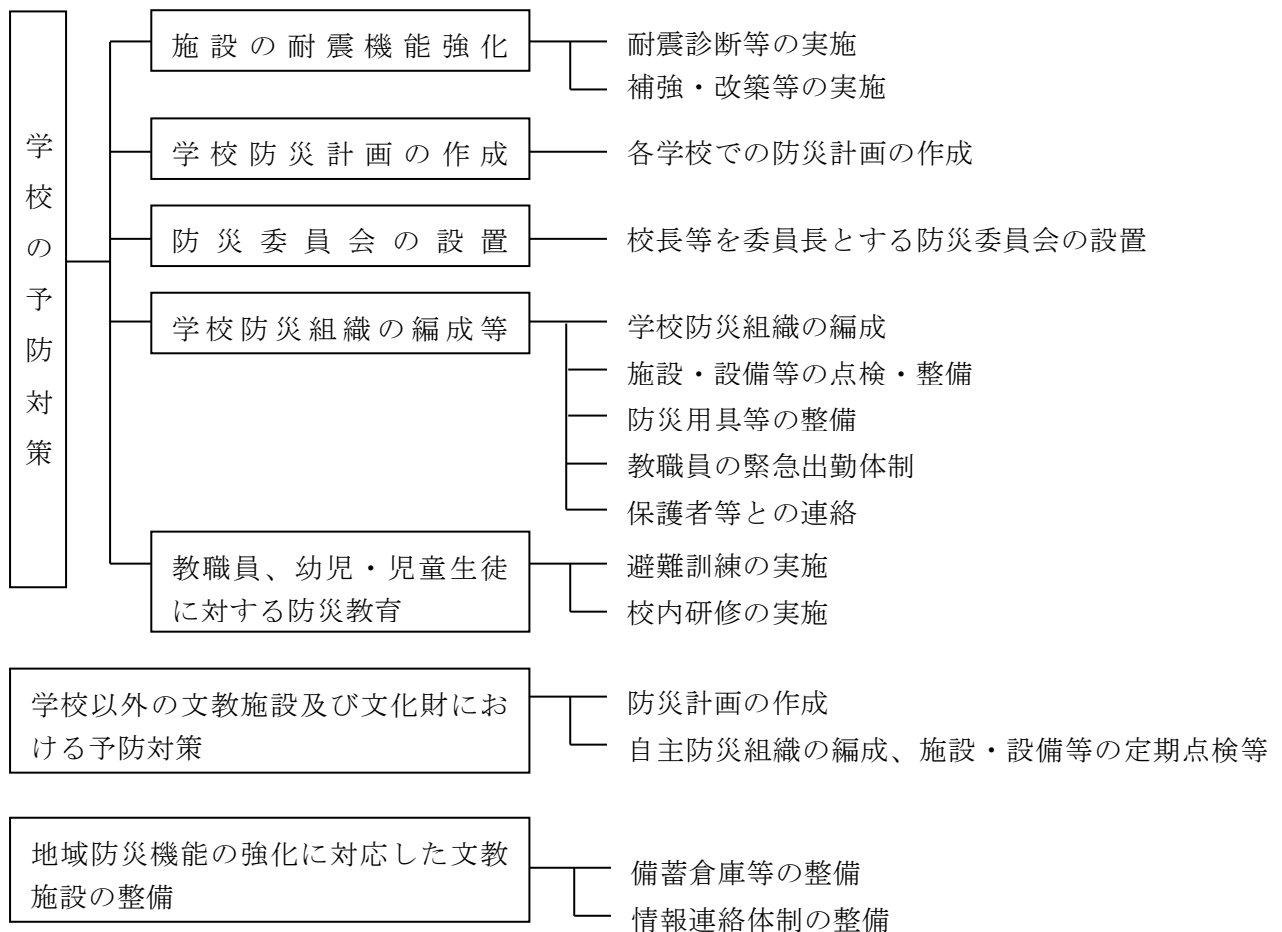 学校の予防対策
施設の耐震機能強化
耐震診断等の実施
補強・改築等の実施
学校防災計画の作成
各学校での防災計画の作成
防災委員会の設置
校長等を委員長とする防災委員会の設置
学校防災組織の編成等
学校防災組織の編成
施設・設備等の点検・整備
防災用具等の整備
教職員の緊急出勤体制
保護者等との連絡
教職員、幼児・児童生徒
に対する防災教育
避難訓練の実施
校内研修の実施
学校以外の文教施設及び文化財にお
ける予防対策
防災計画の作成
自主防災組織の編成、施設・設備等の定期点検等
地域防災機能の強化に対応した文教
施設の整備
備蓄倉庫等の整備
情報連絡体制の整備